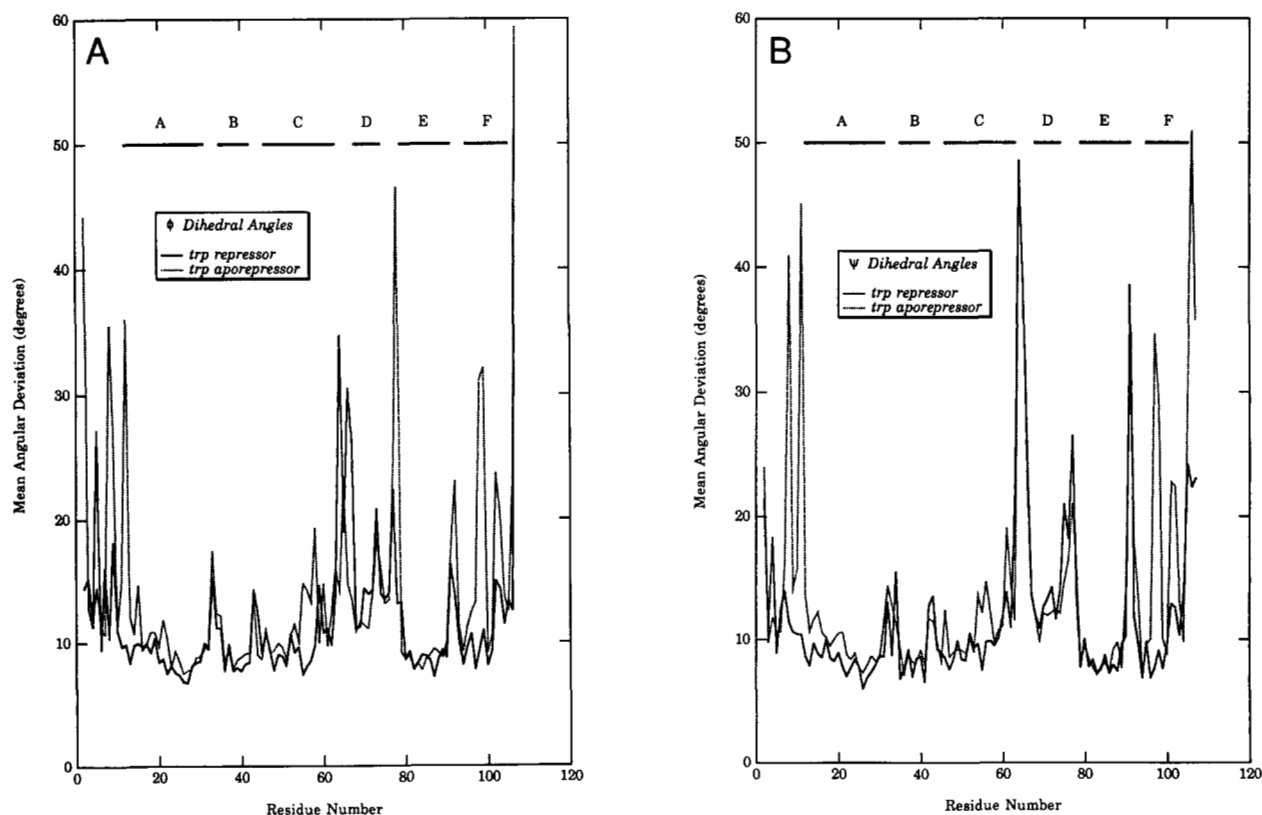 A
60
50
40
30
20
10
0
Mean Angular Deviation (degrees)
A B C D E F
ϕ Dihedral Angles
trp repressor
trp aporepressor
0 20 40 60 80 100 120
Residue Number
B
60
50
40
30
20
10
0
Mean Angular Deviation (degrees)
A B C D E F
Ψ Dihedral Angles
trp repressor
trp aporepressor
0 20 40 60 80 100 120
Residue Number